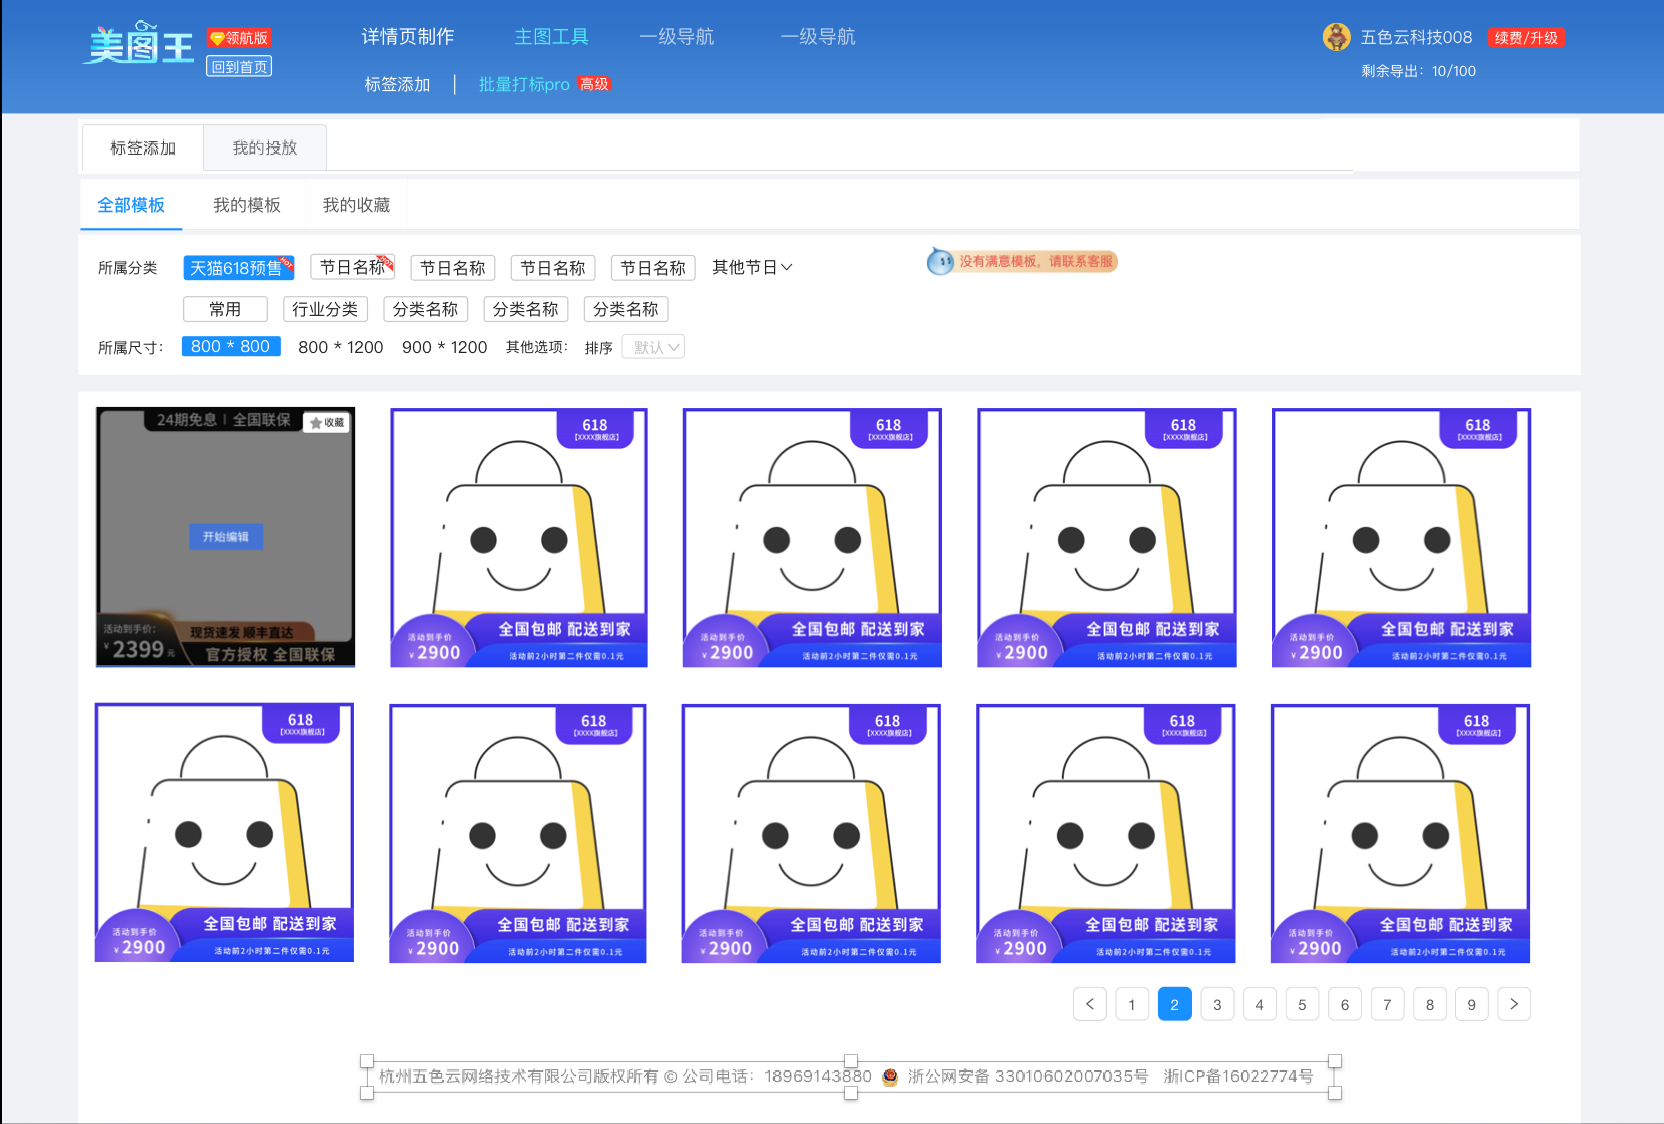 美图王 领航版 回到首页
详情页制作 主图工具 一级导航 一级导航
标签添加 批量打标pro 高级
五色云科技008 续费/升级
剩余导出：10/100
标签添加 我的投放
全部模板 我的模板 我的收藏
所属分类 天猫618预售 HOT 节日名称 HOT 节日名称 节日名称 节日名称 其他节日
没有满意模板，请联系客服
常用 行业分类 分类名称 分类名称 分类名称
所属尺寸： 800 * 800 800 * 1200 900 * 1200 其他选项： 排序 默认
24期免息 | 全国联保 收藏
开始编辑
活动到手价：
¥ 2399 元
现货速发 顺丰直达
官方授权 全国联保
618
【XXXX旗舰店】
全国包邮 配送到家
活动到手价
¥ 2900
活动前2小时第二件仅需0.1元
618
【XXXX旗舰店】
全国包邮 配送到家
活动到手价
¥ 2900
活动前2小时第二件仅需0.1元
618
【XXXX旗舰店】
全国包邮 配送到家
活动到手价
¥ 2900
活动前2小时第二件仅需0.1元
618
【XXXX旗舰店】
全国包邮 配送到家
活动到手价
¥ 2900
活动前2小时第二件仅需0.1元
618
【XXXX旗舰店】
全国包邮 配送到家
活动到手价
¥ 2900
活动前2小时第二件仅需0.1元
618
【XXXX旗舰店】
全国包邮 配送到家
活动到手价
¥ 2900
活动前2小时第二件仅需0.1元
618
【XXXX旗舰店】
全国包邮 配送到家
活动到手价
¥ 2900
活动前2小时第二件仅需0.1元
618
【XXXX旗舰店】
全国包邮 配送到家
活动到手价
¥ 2900
活动前2小时第二件仅需0.1元
618
【XXXX旗舰店】
全国包邮 配送到家
活动到手价
¥ 2900
活动前2小时第二件仅需0.1元
< 1 2 3 4 5 6 7 8 9 >
杭州五色云网络技术有限公司版权所有 © 公司电话：18969143880 浙公网安备 33010602007035号 浙ICP备16022774号